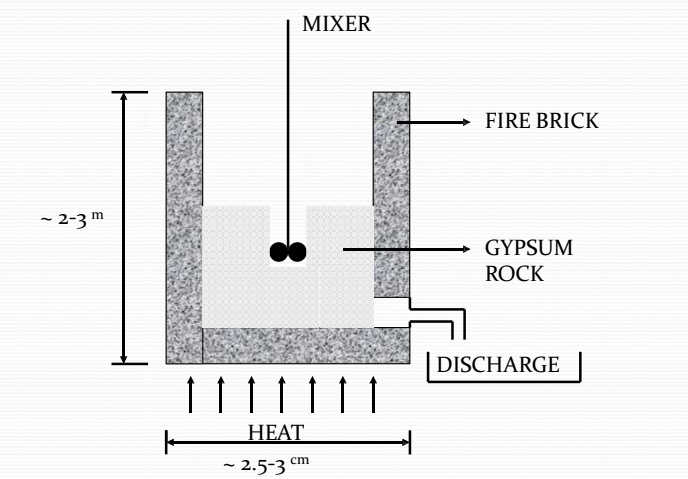 MIXER
FIRE BRICK
~ 2-3 m
GYPSUM
ROCK
DISCHARGE
HEAT
~ 2.5-3 cm